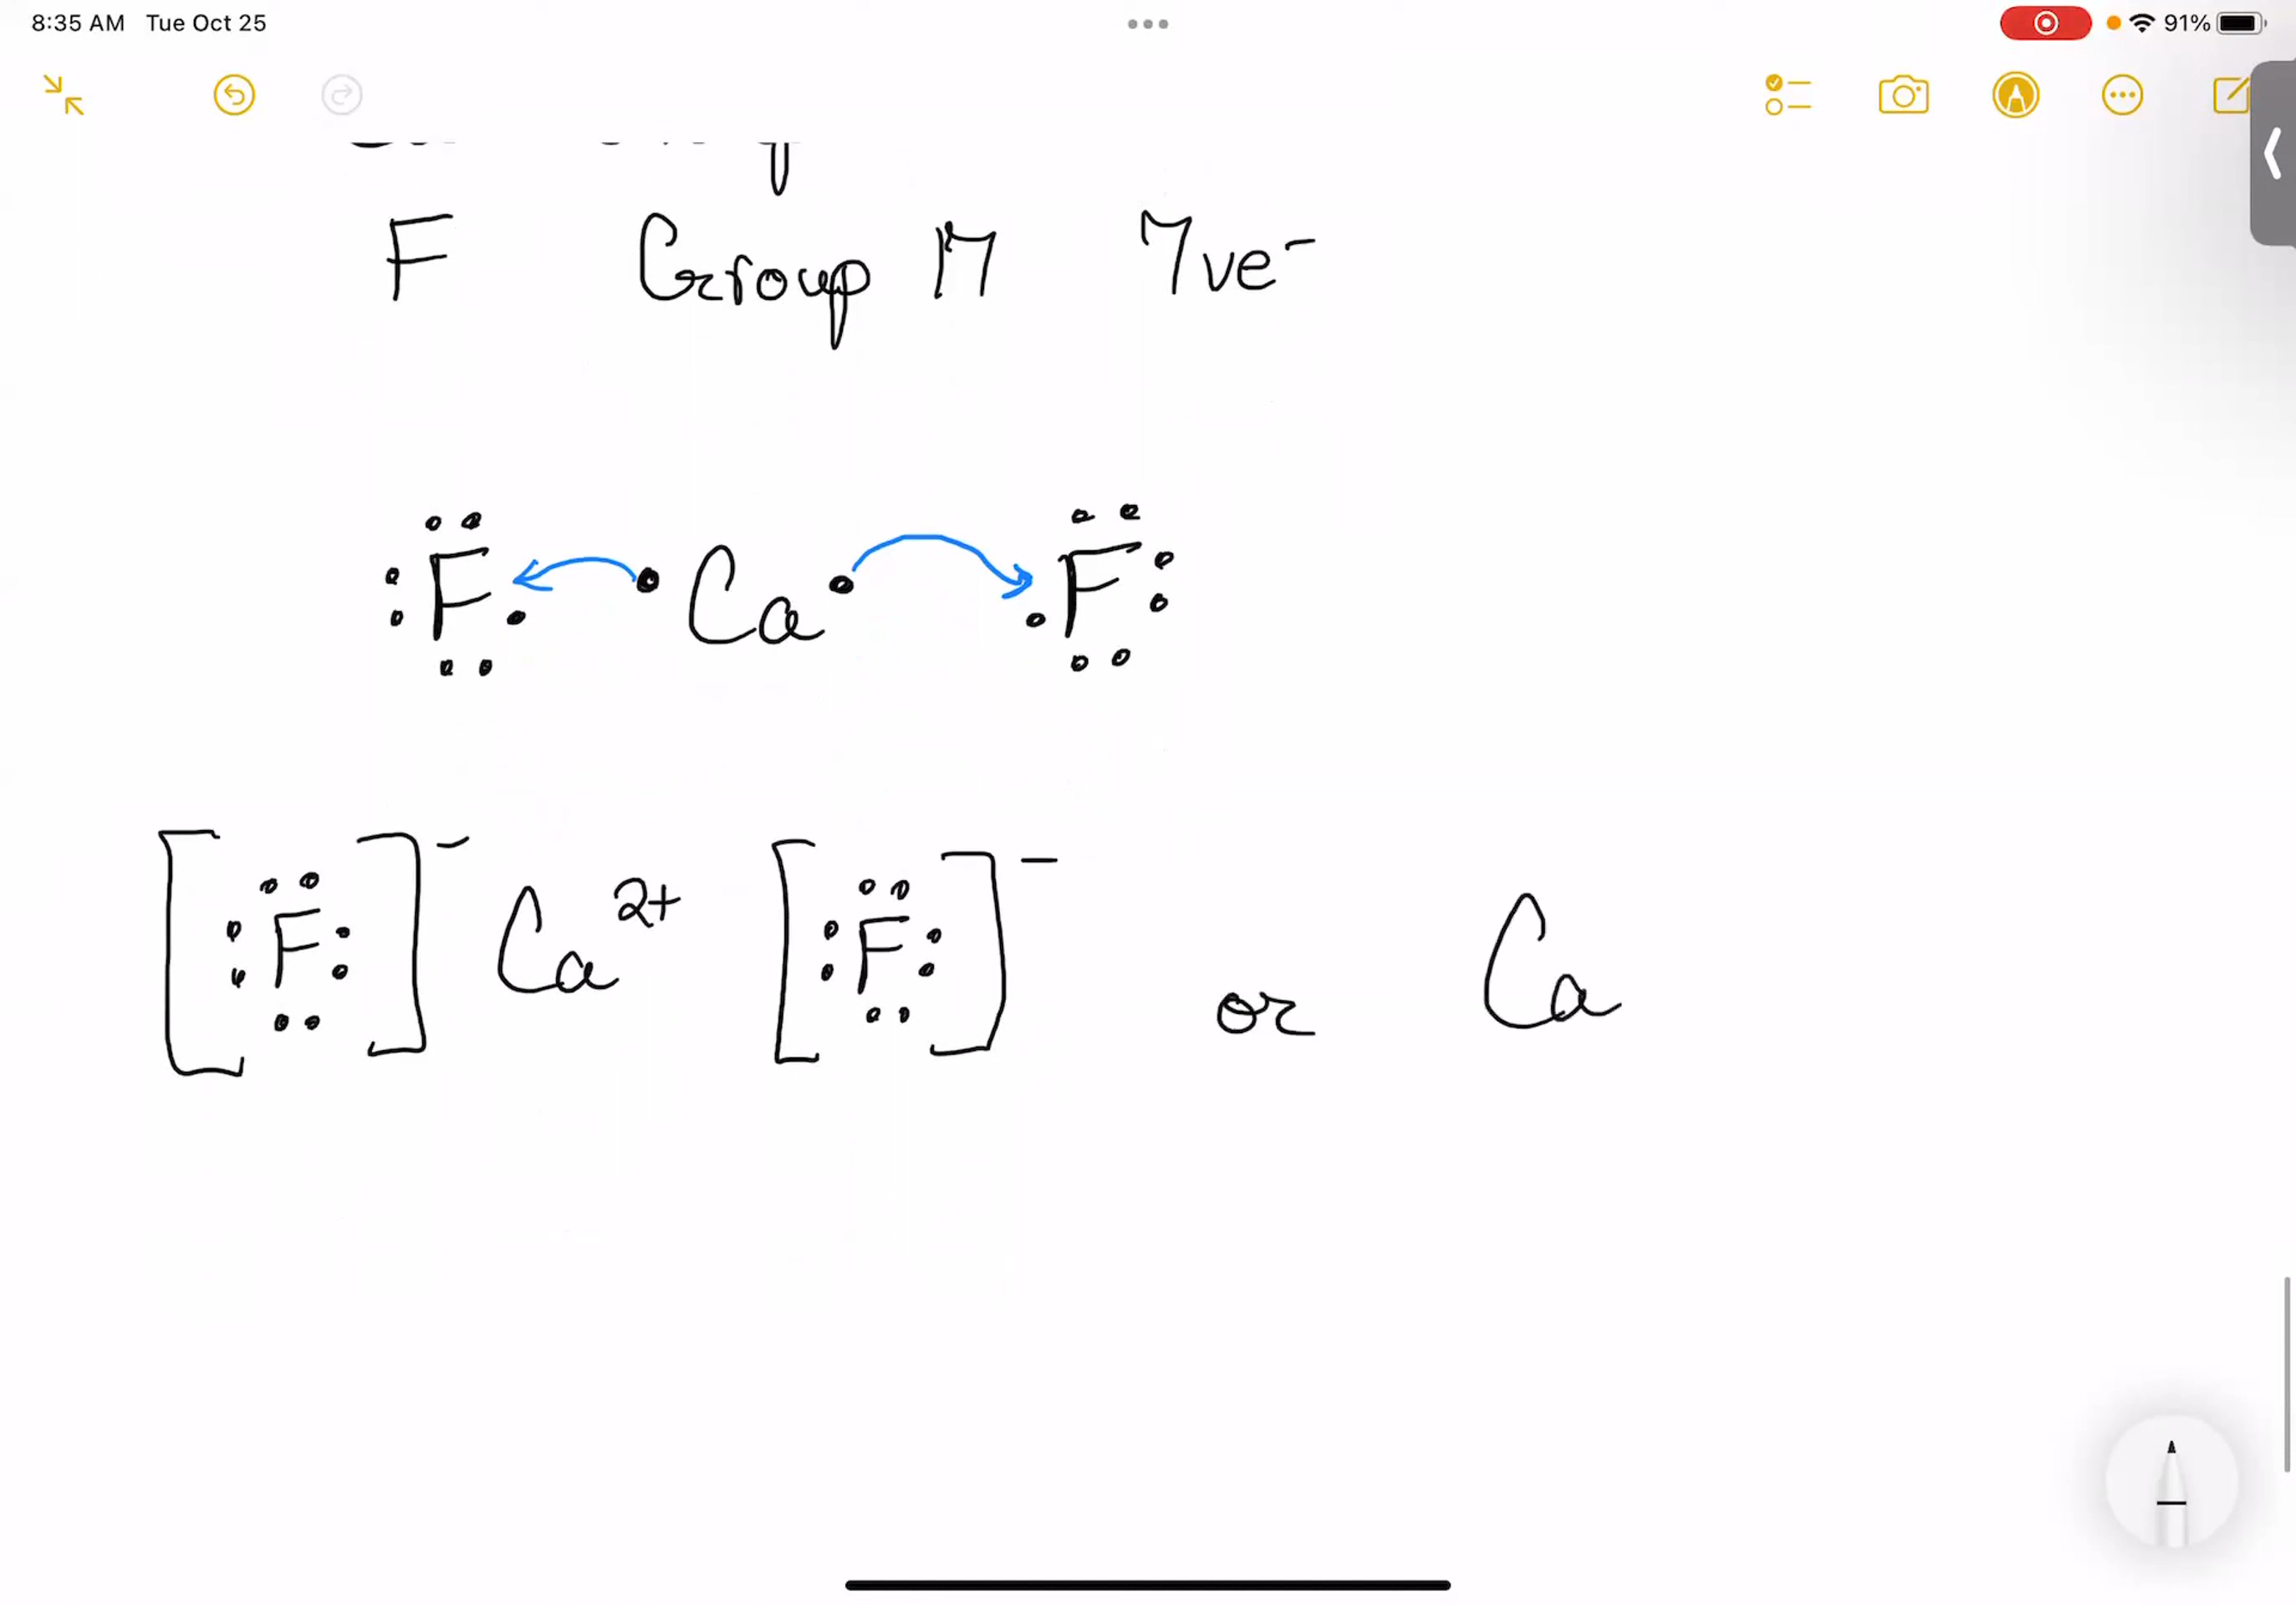 8:35 AM Tue Oct 25
91%
F Group 17 7ve⁻
F Ca F
[F]⁻ Ca²⁺ [F]⁻ or Ca